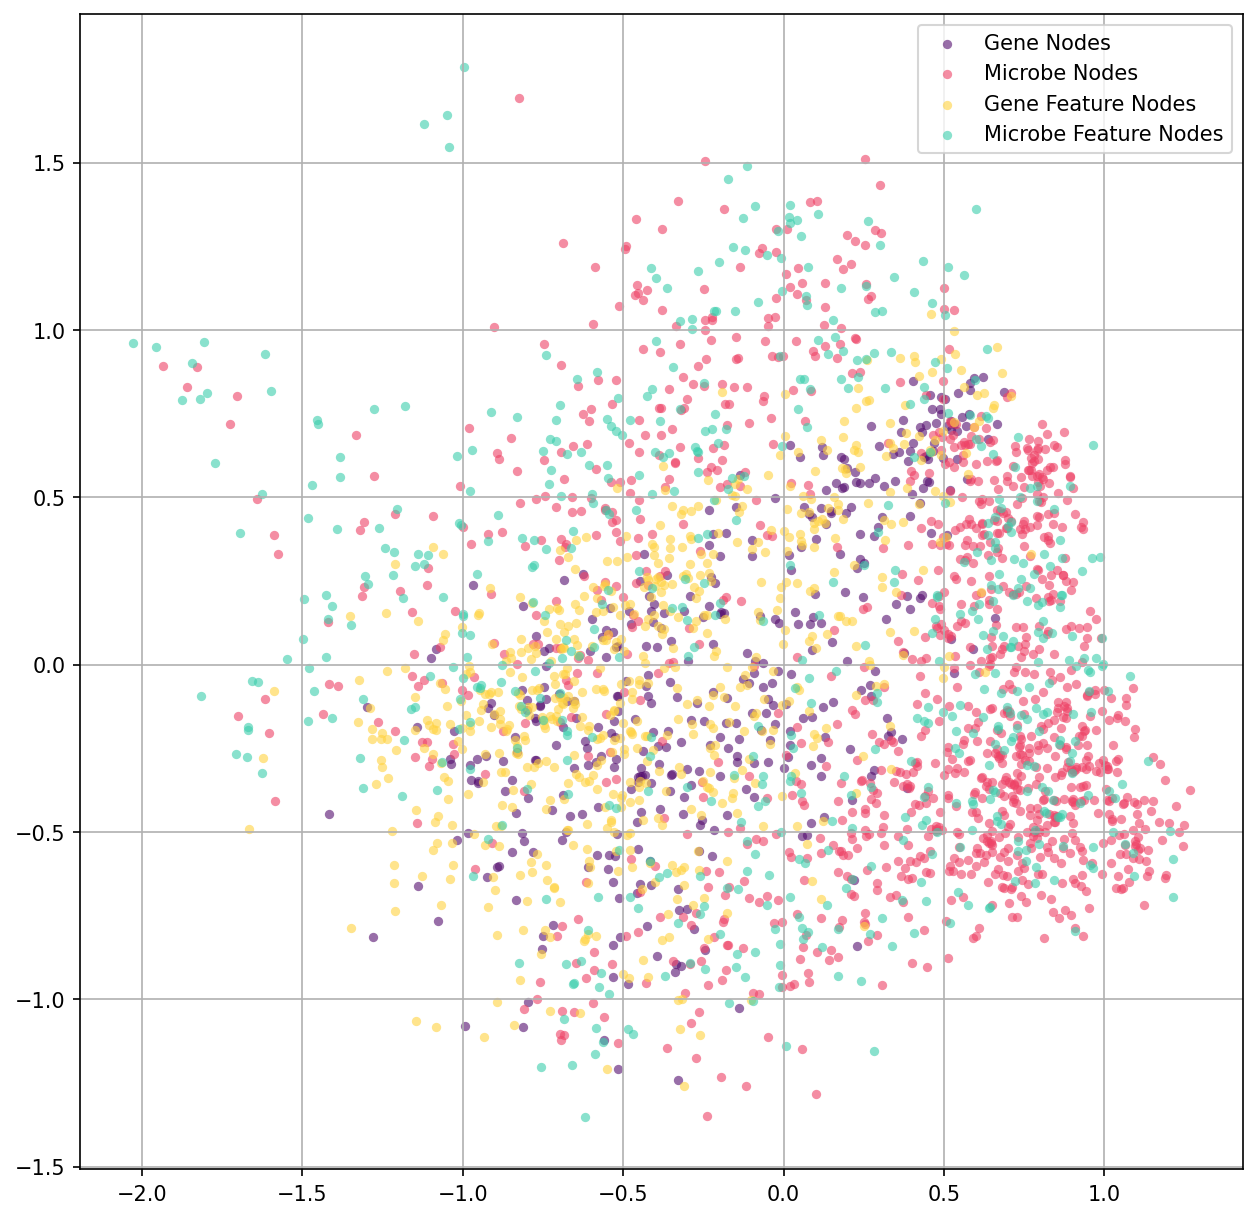 Gene Nodes
Microbe Nodes
Gene Feature Nodes
Microbe Feature Nodes
1.5
1.0
0.5
0.0
−0.5
−1.0
−1.5
−2.0 −1.5 −1.0 −0.5 0.0 0.5 1.0